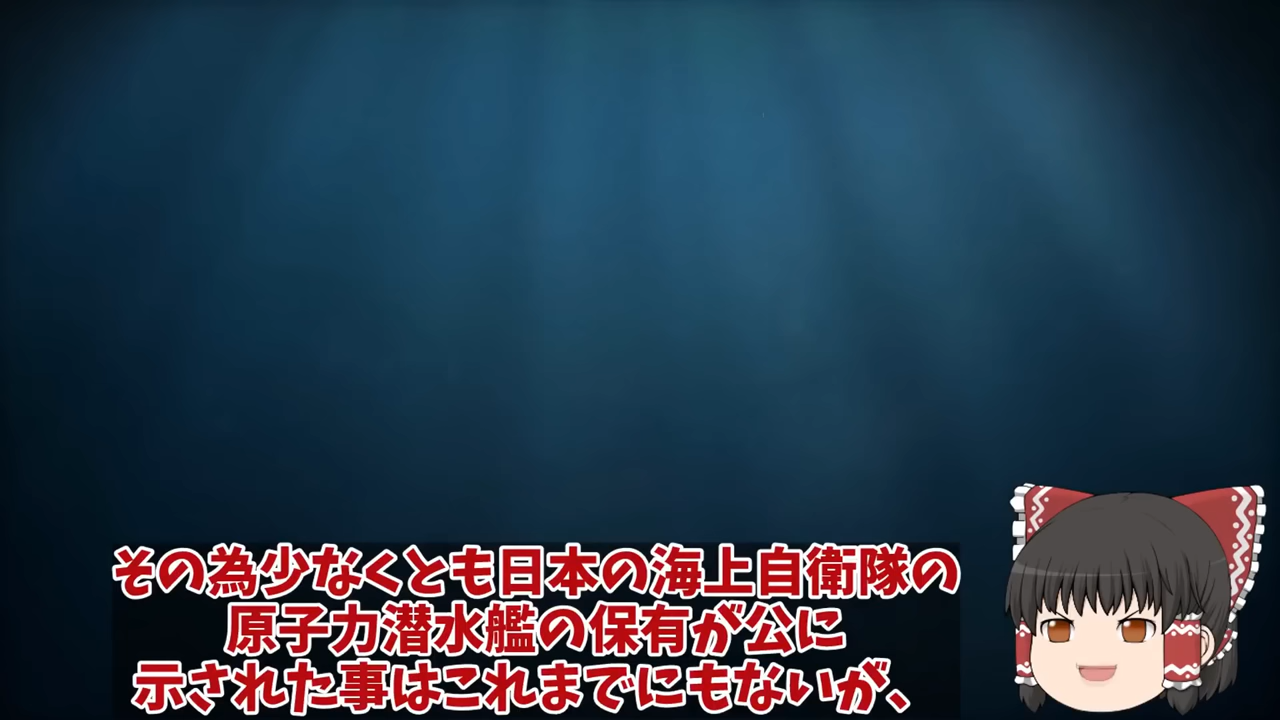 その為少なくとも日本の海上自衛隊の
原子力潜水艦の保有が公に
示された事はこれまでにもないが、